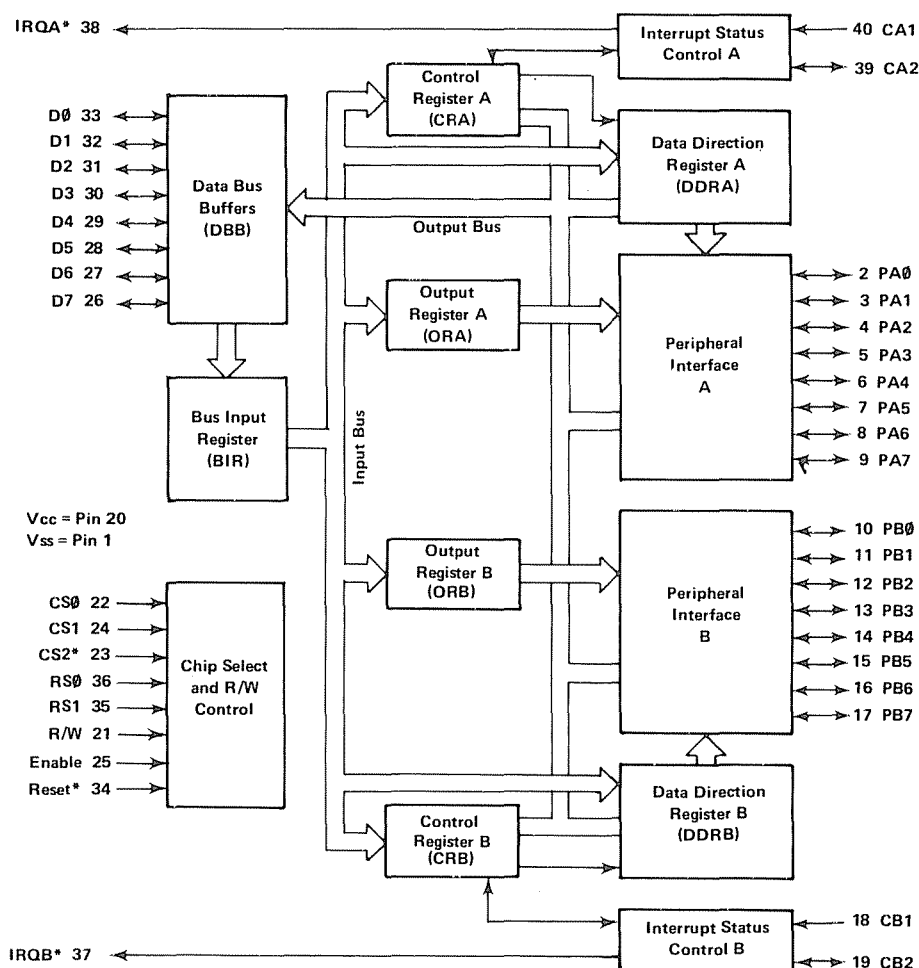 IRQA* 38
Interrupt Status
Control A
40 CA1
39 CA2
Control
Register A
(CRA)
DØ 33
D1 32
D2 31
D3 30
D4 29
D5 28
D6 27
D7 26
Data Bus
Buffers
(DBB)
Data Direction
Register A
(DDRA)
Output Bus
Output
Register A
(ORA)
Peripheral
Interface
A
2 PAØ
3 PA1
4 PA2
5 PA3
6 PA4
7 PA5
8 PA6
9 PA7
Bus Input
Register
(BIR)
Input Bus
Vcc = Pin 20
Vss = Pin 1
Output
Register B
(ORB)
Peripheral
Interface
B
10 PBØ
11 PB1
12 PB2
13 PB3
14 PB4
15 PB5
16 PB6
17 PB7
CSØ 22
CS1 24
CS2* 23
RSØ 36
RS1 35
R/W 21
Enable 25
Reset* 34
Chip Select
and R/W
Control
Control
Register B
(CRB)
Data Direction
Register B
(DDRB)
Interrupt Status
Control B
18 CB1
19 CB2
IRQB* 37